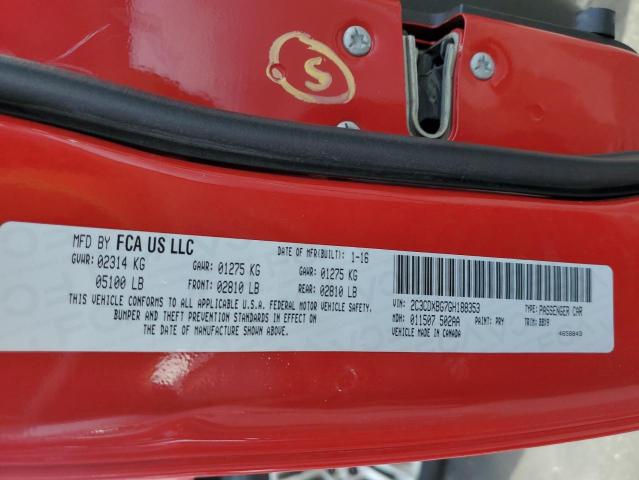 S
MFD BY FCA US LLC
DATE OF MFR(BUILT): 1-16
GVWR: 02314 KG GAWR: 01275 KG GAWR: 01275 KG
05100 LB FRONT: 02810 LB REAR: 02810 LB
THIS VEHICLE CONFORMS TO ALL APPLICABLE U.S.A. FEDERAL MOTOR VEHICLE SAFETY,
BUMPER AND THEFT PREVENTION STANDARDS IN EFFECT ON
THE DATE OF MANUFACTURE SHOWN ABOVE.
VIN: 2C3CDXBG7GH188353 TYPE: PASSENGER CAR
MDH: 011507 502AA PAINT: PRY TRIM: BBX9
VEHICLE MADE IN CANADA 4658843